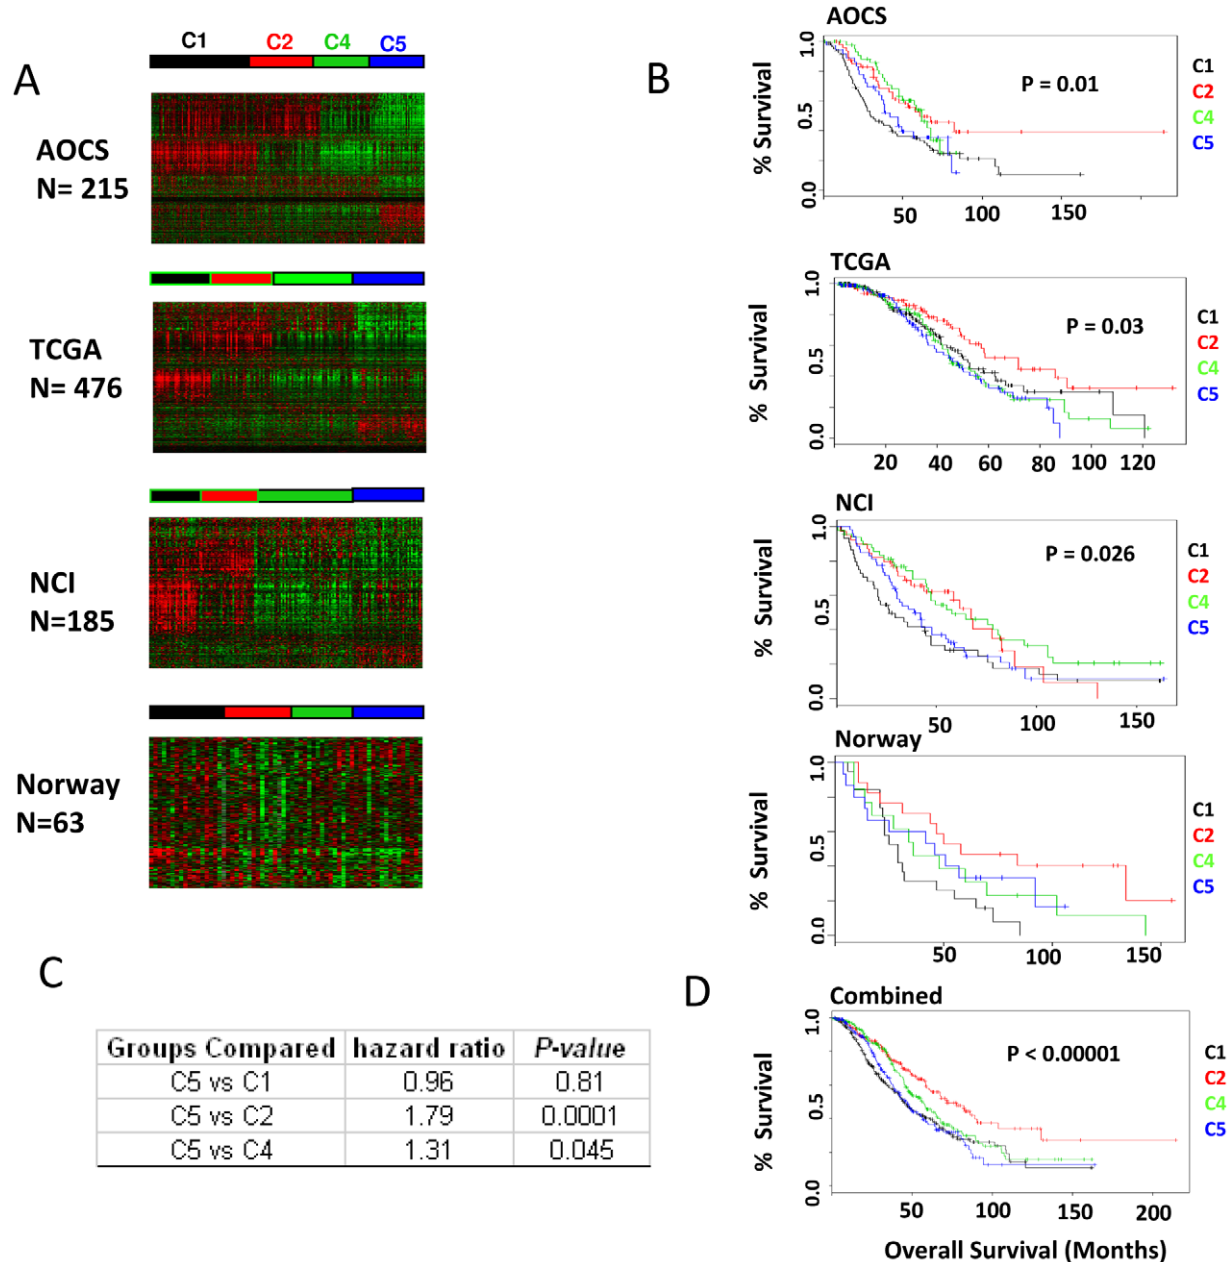 A
C1 C2 C4 C5
AOCS
N= 215
TCGA
N= 476
NCI
N=185
Norway
N=63
B
AOCS
P = 0.01
C1
C2
C4
C5
% Survival
1.0
0.5
0.0
50 100 150
TCGA
P = 0.03
C1
C2
C4
C5
% Survival
1.0
0.5
0.0
20 40 60 80 100 120
NCI
P = 0.026
C1
C2
C4
C5
% Survival
1.0
0.5
0.0
50 100 150
Norway
C1
C2
C4
C5
% Survival
1.0
0.5
0.0
50 100 150
C
Groups Compared hazard ratio P-value
C5 vs C1 0.96 0.81
C5 vs C2 1.79 0.0001
C5 vs C4 1.31 0.045
D
Combined
P < 0.00001
C1
C2
C4
C5
% Survival
1.0
0.5
0.0
50 100 150 200
Overall Survival (Months)